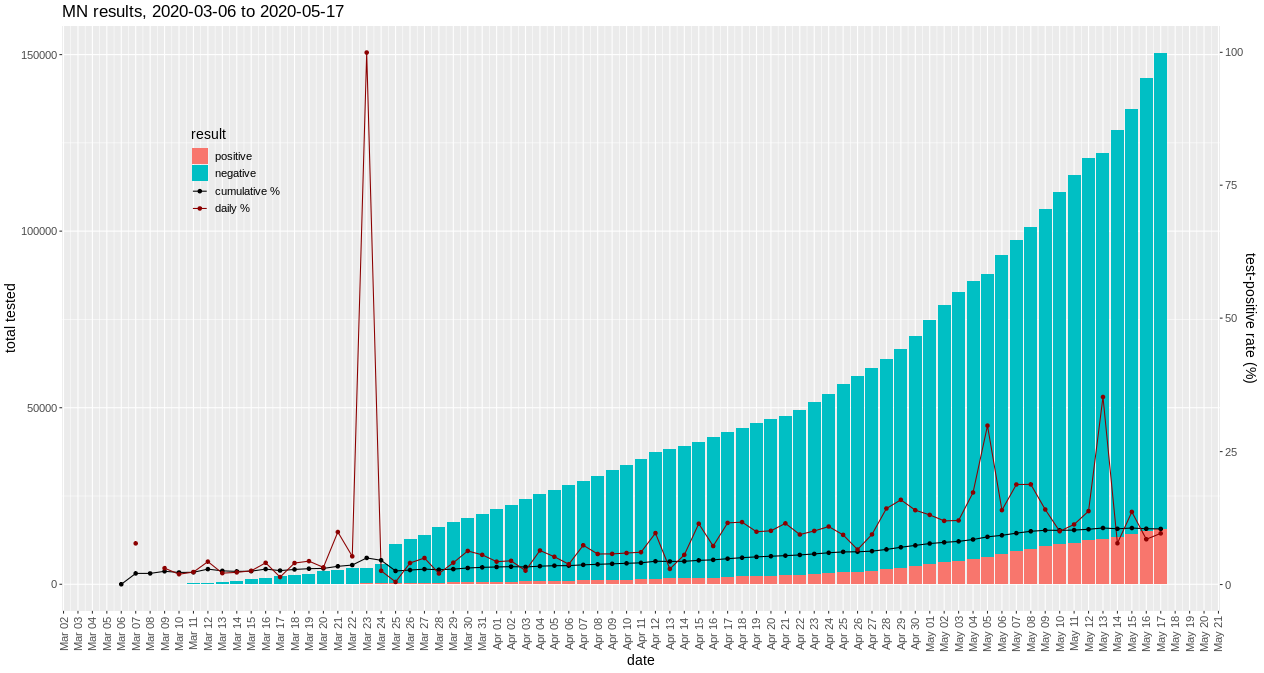 MN results, 2020-03-06 to 2020-05-17
150000
100000
50000
0
total tested
result
positive
negative
cumulative %
daily %
100
75
50
25
0
test-positive rate (%)
Mar 02
Mar 03
Mar 04
Mar 05
Mar 06
Mar 07
Mar 08
Mar 09
Mar 10
Mar 11
Mar 12
Mar 13
Mar 14
Mar 15
Mar 16
Mar 17
Mar 18
Mar 19
Mar 20
Mar 21
Mar 22
Mar 23
Mar 24
Mar 25
Mar 26
Mar 27
Mar 28
Mar 29
Mar 30
Mar 31
Apr 01
Apr 02
Apr 03
Apr 04
Apr 05
Apr 06
Apr 07
Apr 08
Apr 09
Apr 10
Apr 11
Apr 12
Apr 13
Apr 14
Apr 15
Apr 16
Apr 17
Apr 18
Apr 19
Apr 20
Apr 21
Apr 22
Apr 23
Apr 24
Apr 25
Apr 26
Apr 27
Apr 28
Apr 29
Apr 30
May 01
May 02
May 03
May 04
May 05
May 06
May 07
May 08
May 09
May 10
May 11
May 12
May 13
May 14
May 15
May 16
May 17
May 18
May 19
May 20
May 21
date